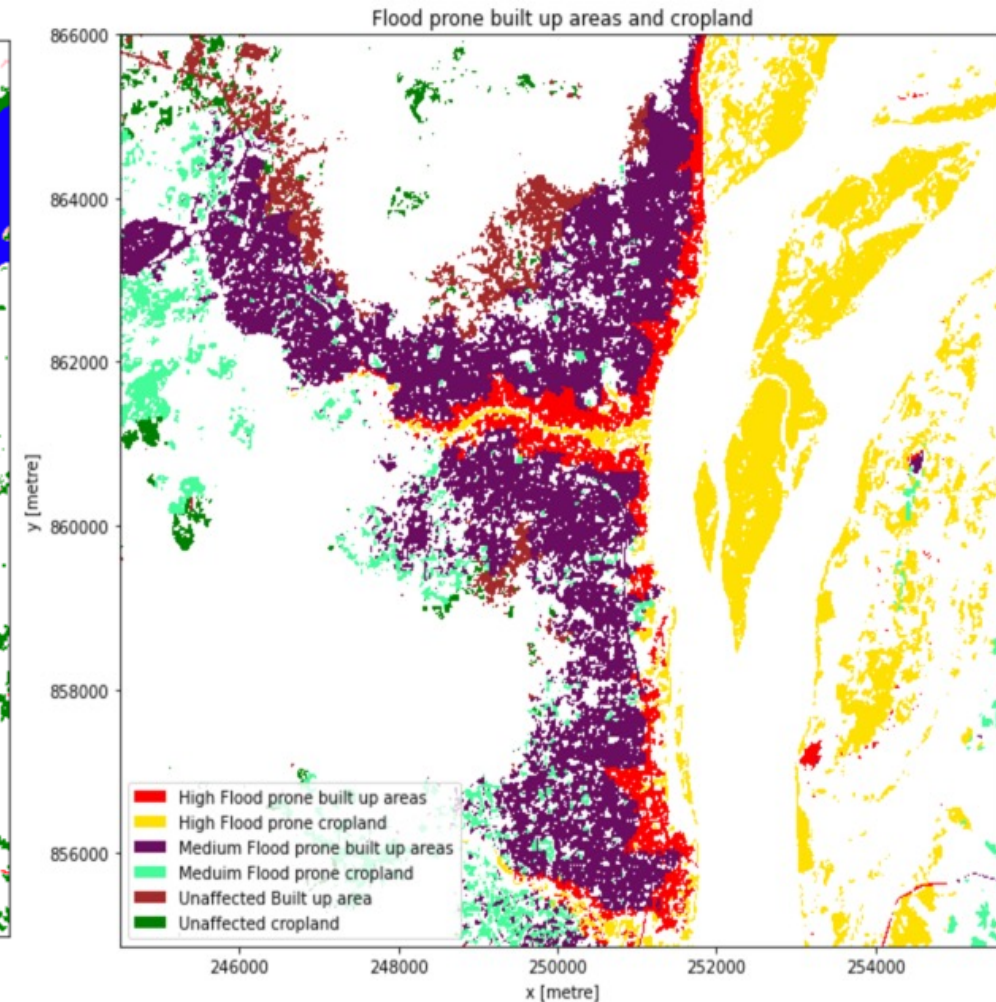 Flood prone built up areas and cropland
866000
864000
862000
860000
858000
856000
y [metre]
High Flood prone built up areas
High Flood prone cropland
Medium Flood prone built up areas
Meduim Flood prone cropland
Unaffected Built up area
Unaffected cropland
246000 248000 250000 252000 254000
x [metre]